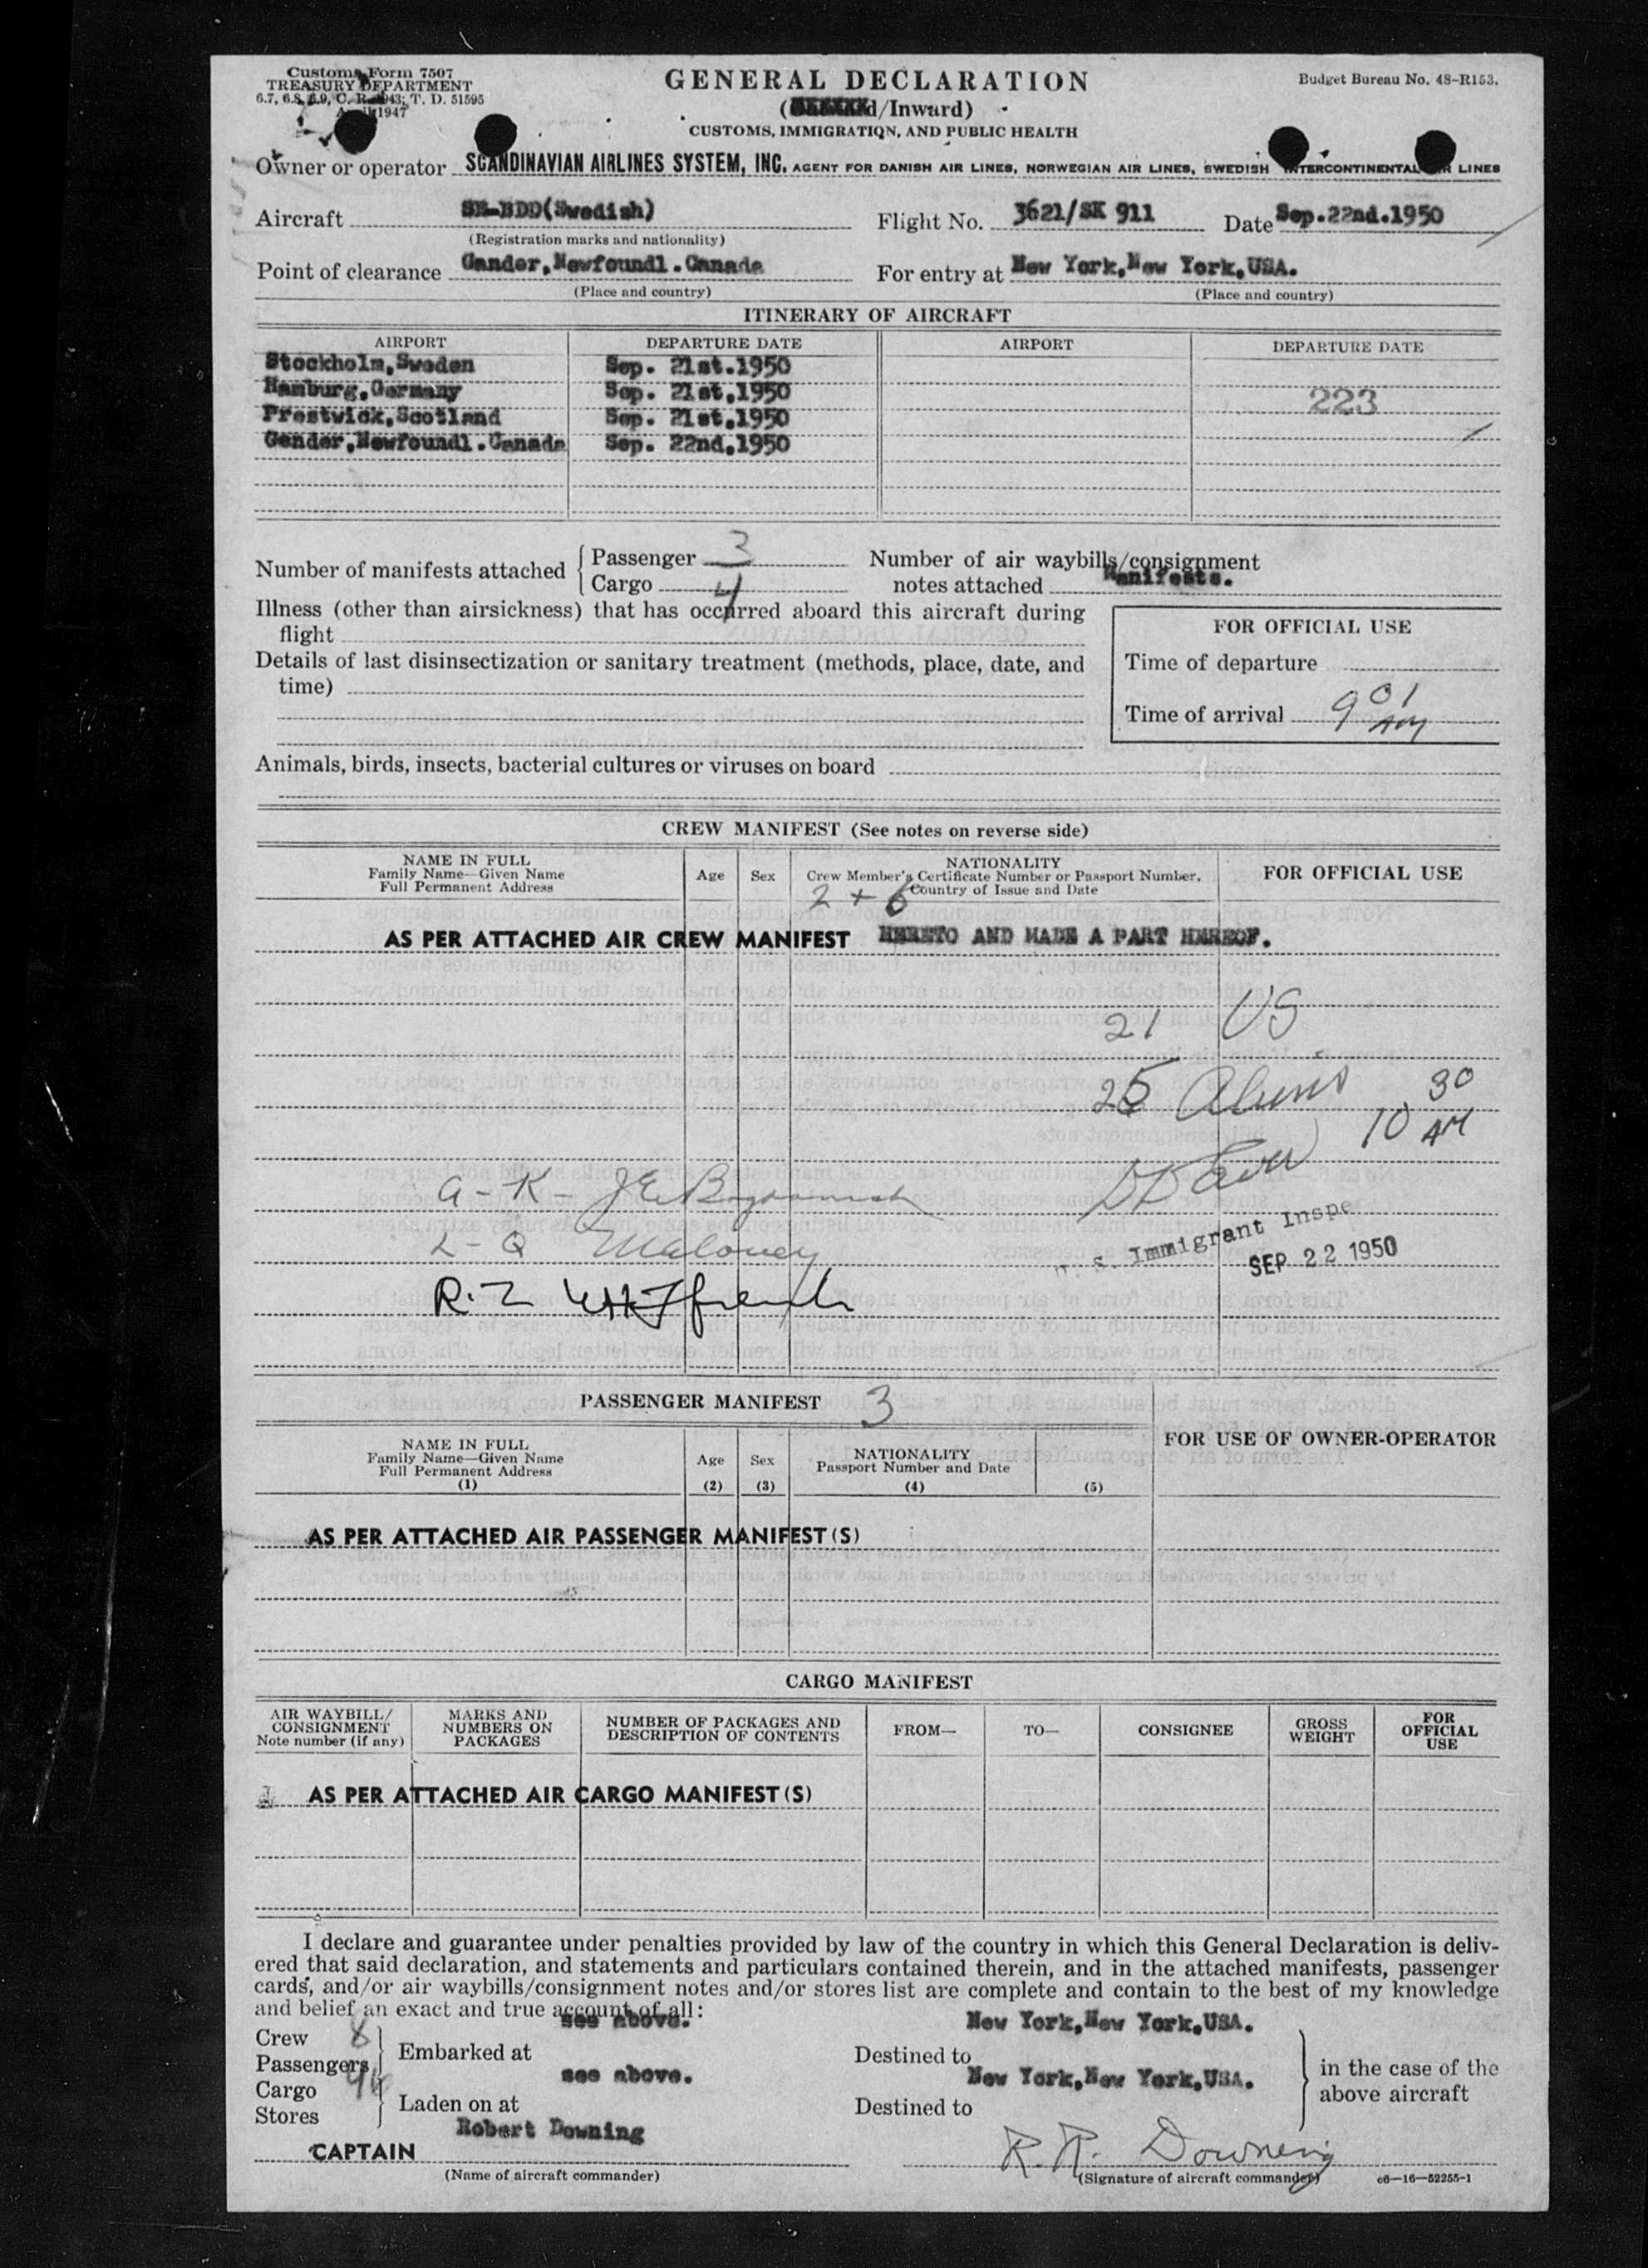 Customs Form 7507
TREASURY DEPARTMENT
6.7, 6.8, 6.9, C. R. 1943; T. D. 51595
April 1947
GENERAL DECLARATION
(d/Inward)
CUSTOMS, IMMIGRATION, AND PUBLIC HEALTH
Budget Bureau No. 48-R153.
Owner or operator SCANDINAVIAN AIRLINES SYSTEM, INC. AGENT FOR DANISH AIR LINES, NORWEGIAN AIR LINES, SWEDISH INTERCONTINENTAL AIR LINES
Aircraft SE-BDD(Swedish) Flight No. 3621/SK 911 Date Sep.22nd.1950
(Registration marks and nationality)
Point of clearance Gander,Newfoundl.Canada For entry at New York,New York,USA.
(Place and country) (Place and country)
ITINERARY OF AIRCRAFT
AIRPORT DEPARTURE DATE AIRPORT DEPARTURE DATE
Stockholm,Sweden Sep. 21st.1950
Hamburg,Germany Sep. 21st,1950 223
Prestwick,Scotland Sep. 21st,1950
Gander,Newfoundl.Canada Sep. 22nd,1950
Number of manifests attached { Passenger 3 Number of air waybills/consignment
Cargo 4 notes attached Manifests.
Illness (other than airsickness) that has occurred aboard this aircraft during
flight
FOR OFFICIAL USE
Details of last disinsectization or sanitary treatment (methods, place, date, and
time)
Time of departure
Time of arrival 9 01 AM
Animals, birds, insects, bacterial cultures or viruses on board
CREW MANIFEST (See notes on reverse side)
NAME IN FULL
Family Name—Given Name
Full Permanent Address
Age Sex
NATIONALITY
Crew Member's Certificate Number or Passport Number,
Country of Issue and Date
FOR OFFICIAL USE
2 + 6
AS PER ATTACHED AIR CREW MANIFEST HERETO AND MADE A PART HEREOF.
21 US
25 Aliens 10 30 AM
A - K -
L - Q Maloney
R. Z
U. S. Immigrant Inspe
SEP 22 1950
PASSENGER MANIFEST 3
FOR USE OF OWNER-OPERATOR
NAME IN FULL
Family Name—Given Name
Full Permanent Address
(1)
Age
(2)
Sex
(3)
NATIONALITY
Passport Number and Date
(4)
(5)
AS PER ATTACHED AIR PASSENGER MANIFEST (S)
CARGO MANIFEST
AIR WAYBILL/
CONSIGNMENT
Note number (if any)
MARKS AND
NUMBERS ON
PACKAGES
NUMBER OF PACKAGES AND
DESCRIPTION OF CONTENTS
FROM—
TO—
CONSIGNEE
GROSS
WEIGHT
FOR
OFFICIAL
USE
AS PER ATTACHED AIR CARGO MANIFEST (S)
I declare and guarantee under penalties provided by law of the country in which this General Declaration is deliv-
ered that said declaration, and statements and particulars contained therein, and in the attached manifests, passenger
cards, and/or air waybills/consignment notes and/or stores list are complete and contain to the best of my knowledge
and belief an exact and true account of all:
see above. New York,New York,USA.
Crew 8
Passengers
Cargo
Stores
Embarked at Destined to
see above. New York,New York,USA.
Laden on at Destined to
in the case of the
above aircraft
Robert Downing
CAPTAIN R. R. Downing
(Name of aircraft commander) (Signature of aircraft commander) c6—16—52255-1